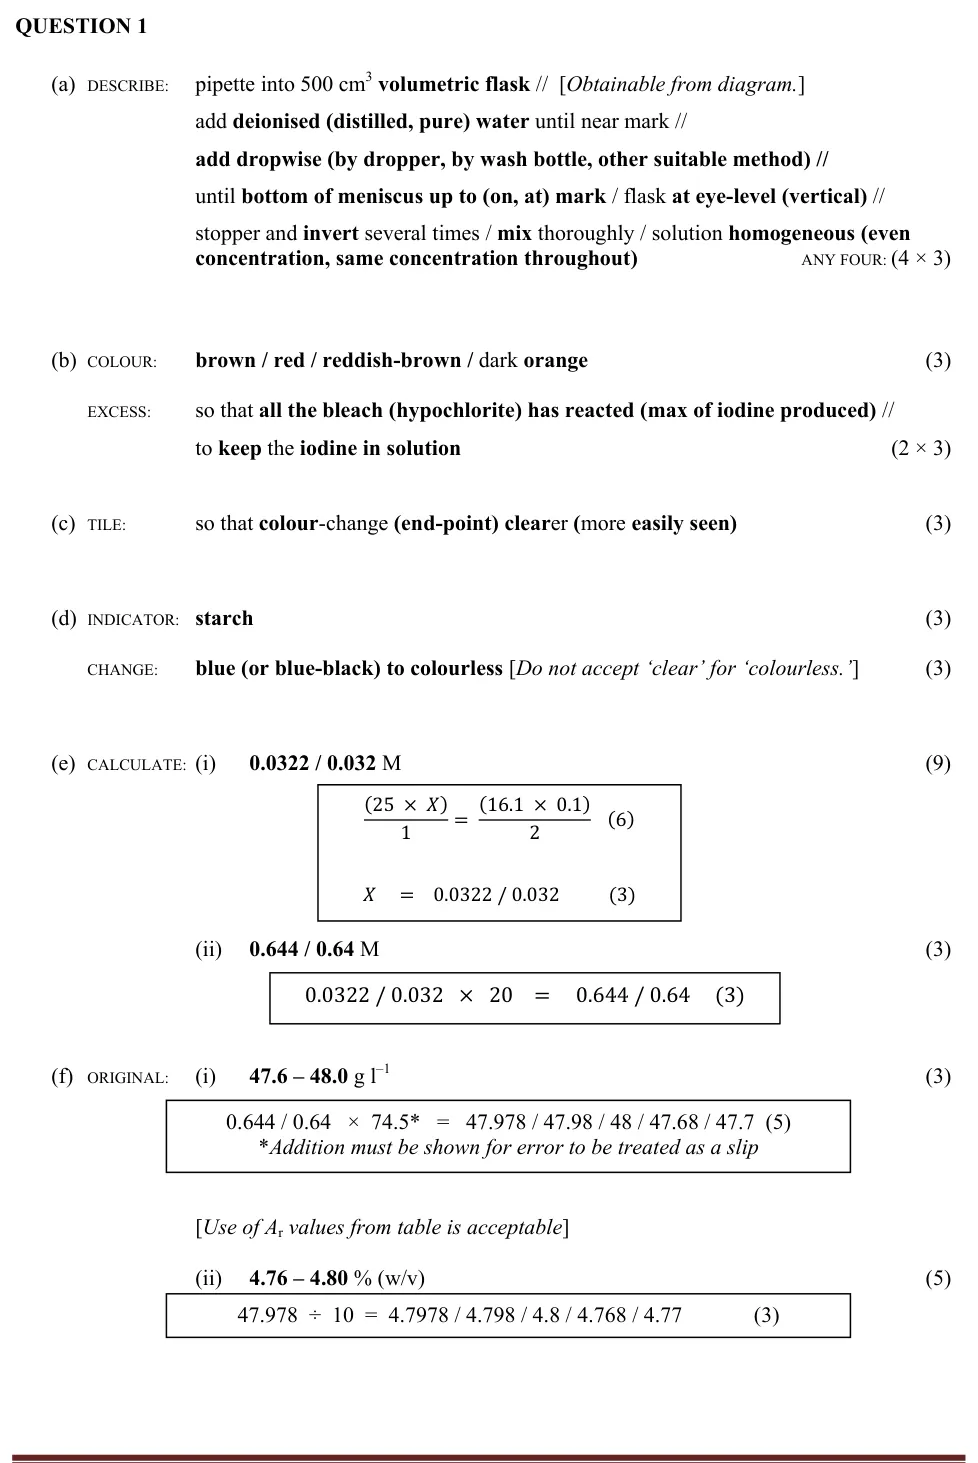 QUESTION 1
(a) DESCRIBE: pipette into 500 cm³ volumetric flask // [Obtainable from diagram.]
add deionised (distilled, pure) water until near mark //
add dropwise (by dropper, by wash bottle, other suitable method) //
until bottom of meniscus up to (on, at) mark / flask at eye-level (vertical) //
stopper and invert several times / mix thoroughly / solution homogeneous (even
concentration, same concentration throughout) ANY FOUR: (4 × 3)
(b) COLOUR: brown / red / reddish-brown / dark orange (3)
EXCESS: so that all the bleach (hypochlorite) has reacted (max of iodine produced) //
to keep the iodine in solution (2 × 3)
(c) TILE: so that colour-change (end-point) clearer (more easily seen) (3)
(d) INDICATOR: starch (3)
CHANGE: blue (or blue-black) to colourless [Do not accept ‘clear’ for ‘colourless.’] (3)
(e) CALCULATE: (i) 0.0322 / 0.032 M (9)
(25 × X) / 1 = (16.1 × 0.1) / 2 (6)
X = 0.0322 / 0.032 (3)
(ii) 0.644 / 0.64 M (3)
0.0322 / 0.032 × 20 = 0.644 / 0.64 (3)
(f) ORIGINAL: (i) 47.6 – 48.0 g l⁻¹ (3)
0.644 / 0.64 × 74.5* = 47.978 / 47.98 / 48 / 47.68 / 47.7 (5)
*Addition must be shown for error to be treated as a slip
[Use of Aᵣ values from table is acceptable]
(ii) 4.76 – 4.80 % (w/v) (5)
47.978 ÷ 10 = 4.7978 / 4.798 / 4.8 / 4.768 / 4.77 (3)